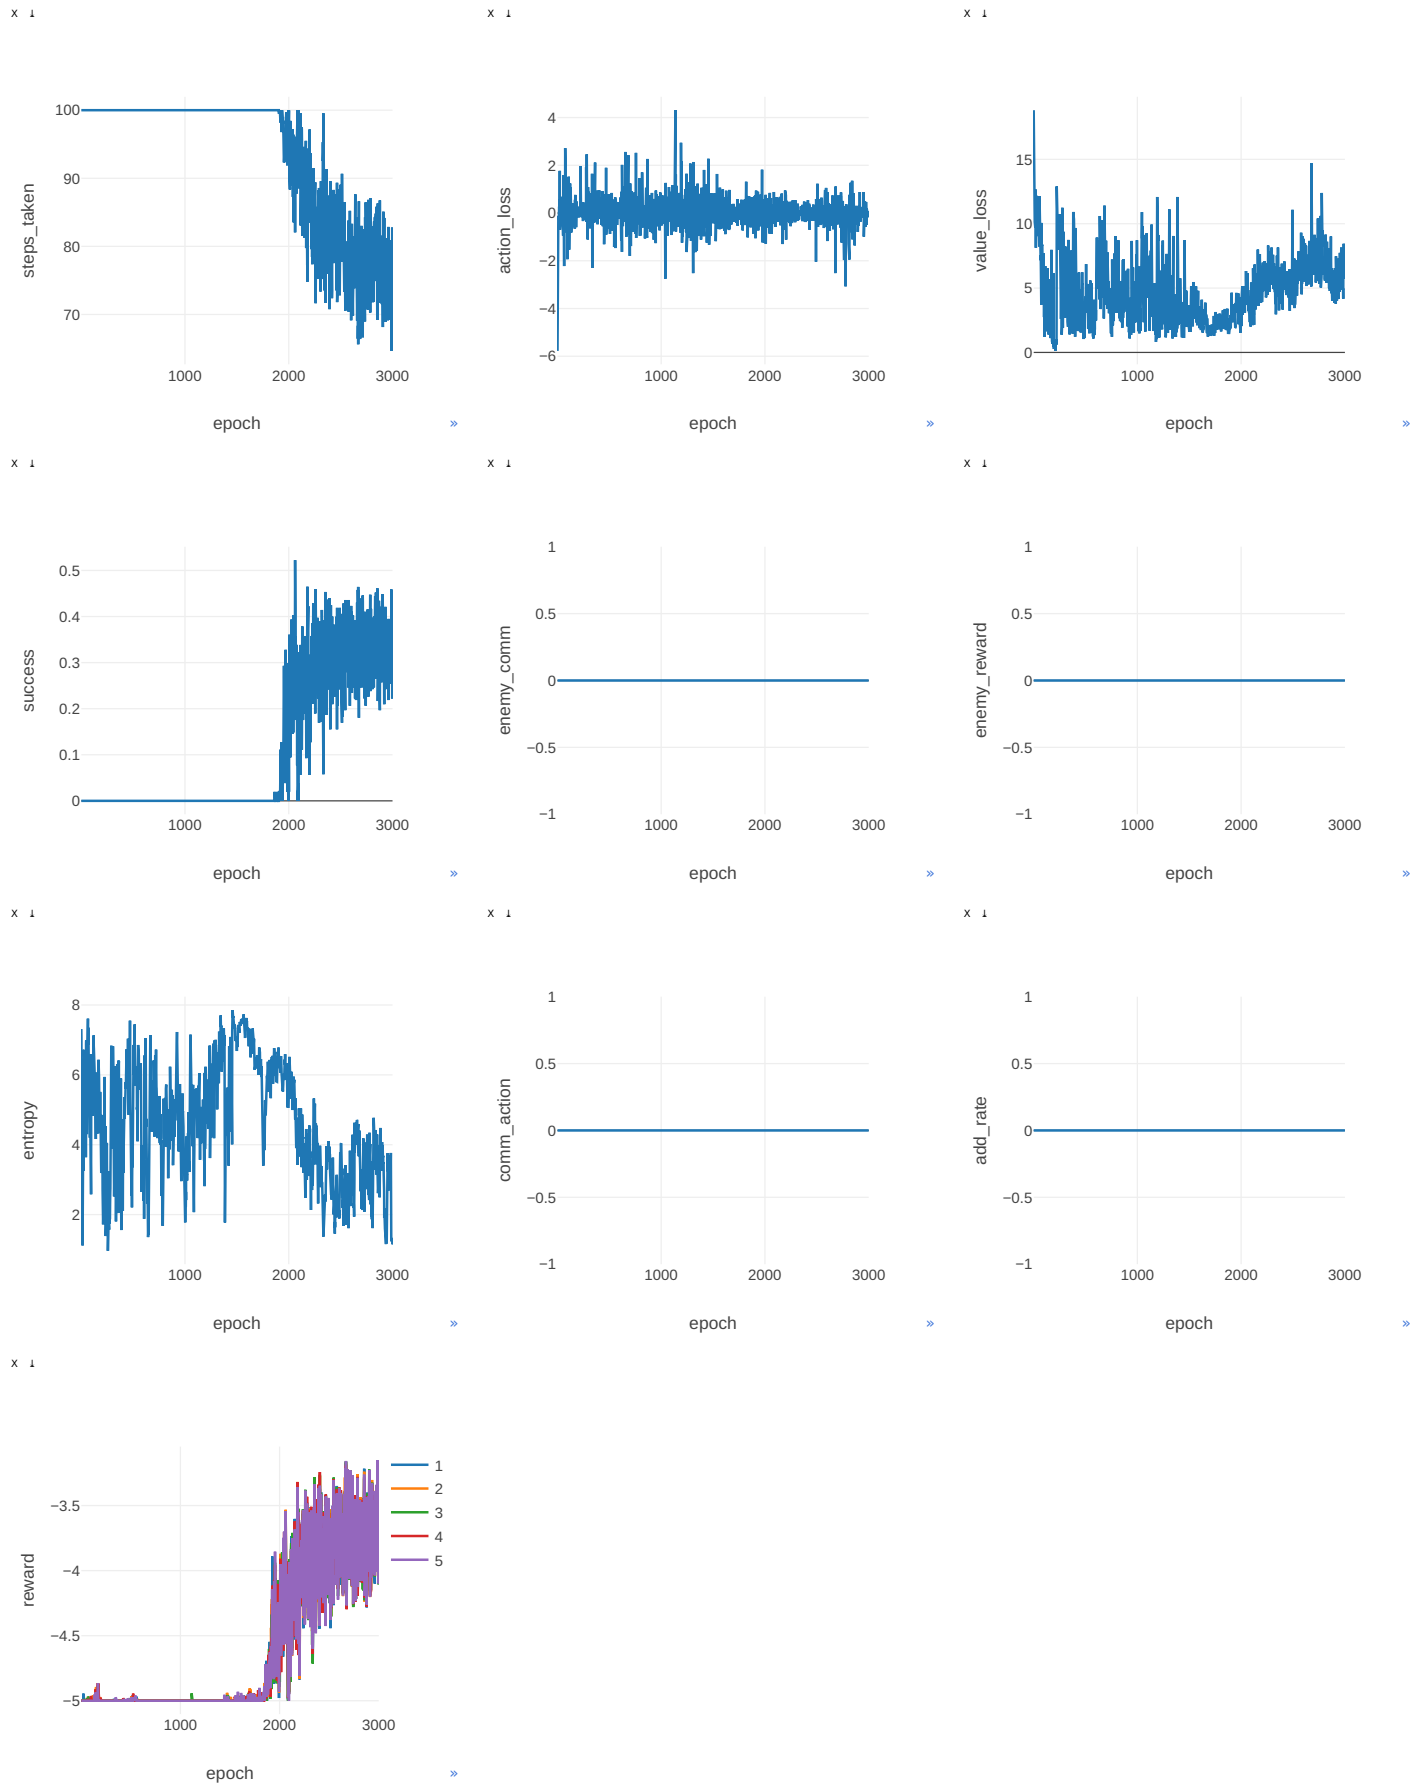 X ⤓ X ⤓ X ⤓
steps_taken
100
90
80
70
1000 2000 3000
epoch
»
action_loss
4
2
0
−2
−4
−6
1000 2000 3000
epoch
»
value_loss
15
10
5
0
1000 2000 3000
epoch
»
X ⤓ X ⤓ X ⤓
success
0.5
0.4
0.3
0.2
0.1
0
1000 2000 3000
epoch
»
enemy_comm
1
0.5
0
−0.5
−1
1000 2000 3000
epoch
»
enemy_reward
1
0.5
0
−0.5
−1
1000 2000 3000
epoch
»
X ⤓ X ⤓ X ⤓
entropy
8
6
4
2
1000 2000 3000
epoch
»
comm_action
1
0.5
0
−0.5
−1
1000 2000 3000
epoch
»
add_rate
1
0.5
0
−0.5
−1
1000 2000 3000
epoch
»
X ⤓
reward
−3.5
−4
−4.5
−5
1000 2000 3000
epoch
1
2
3
4
5
»